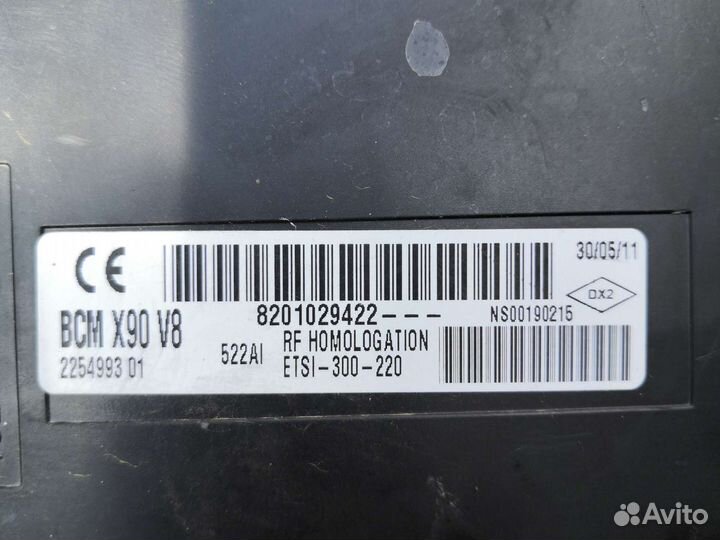 CE
30/05/11
DX2
8201029422---
NS00190215
BCM X90 V8
RF HOMOLOGATION
522AI
2254993 01
ETSI-300-220
Avito